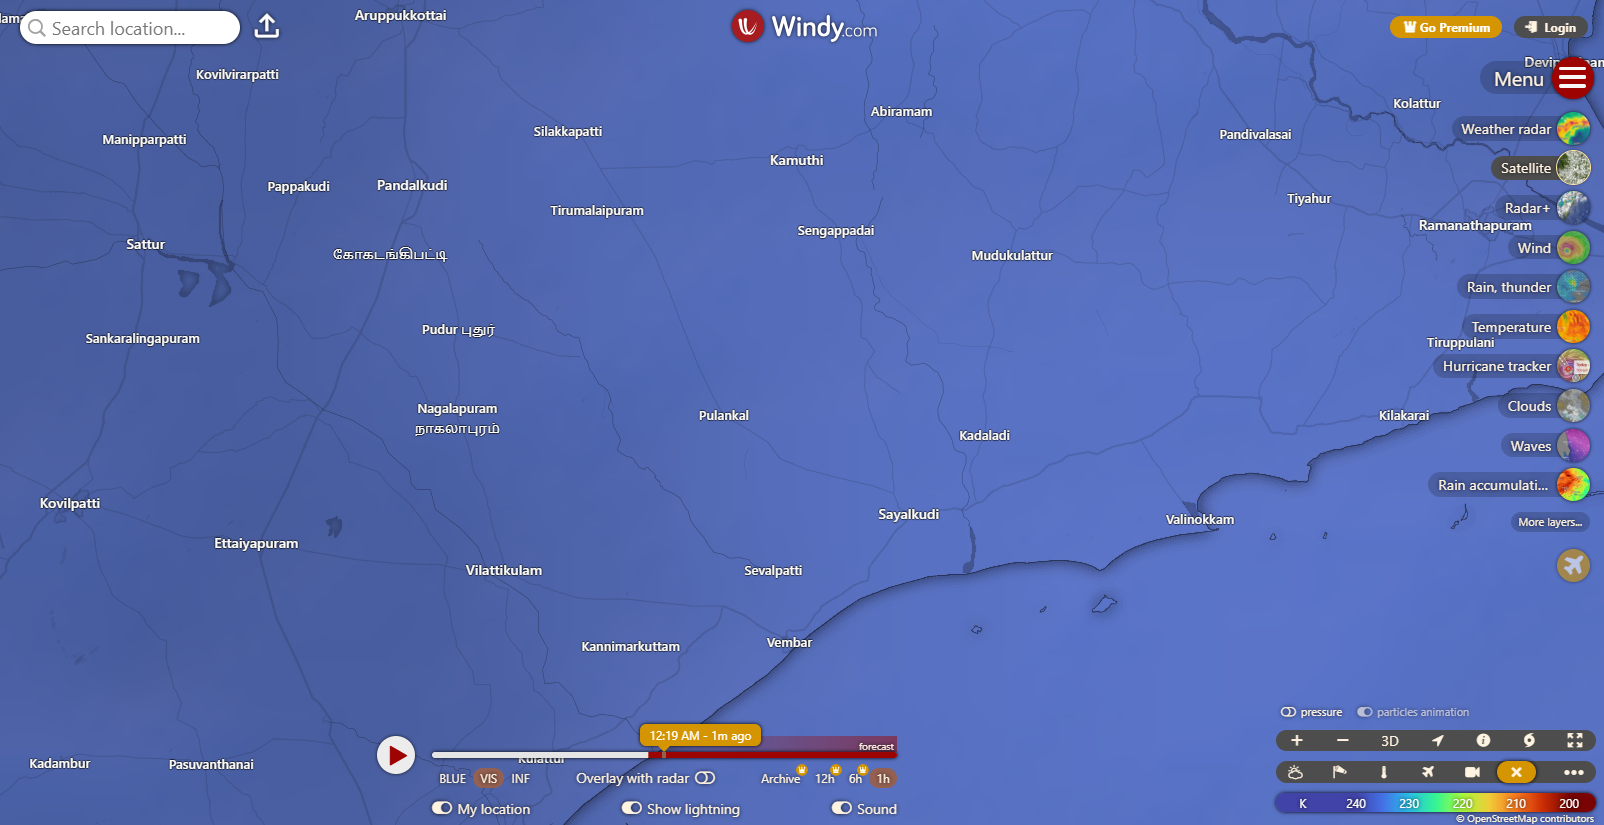 Search location...
Windy.com
Go Premium
Login
Aruppukkottai
Menu
Kovilvirarpatti
Kolattur
Abiramam
Weather radar
Silakkapatti
Pandivalasai
Manipparpatti
Kamuthi
Satellite
Pappakudi
Pandalkudi
Tiyahur
Radar+
Tirumalaipuram
Ramanathapuram
Sengappadai
Sattur
Wind
கோகடங்கிபட்டி
Mudukulattur
Rain, thunder
Pudur புதுர்
Temperature
Sankaralingapuram
Tiruppulani
Hurricane tracker
Nagalapuram
நாகலாபுரம்
Clouds
Pulankal
Kilakarai
Kadaladi
Waves
Rain accumulati...
Kovilpatti
Sayalkudi
Valinokkam
More layers...
Ettaiyapuram
Vilattikulam
Sevalpatti
Kannimarkuttam
Vembar
pressure
particles animation
12:19 AM - 1m ago
forecast
3D
Kadambur
Pasuvanthanai
Kulattur
BLUE VIS INF
Overlay with radar
Archive 12h 6h 1h
My location
Show lightning
Sound
K 240 230 220 210 200
© OpenStreetMap contributors